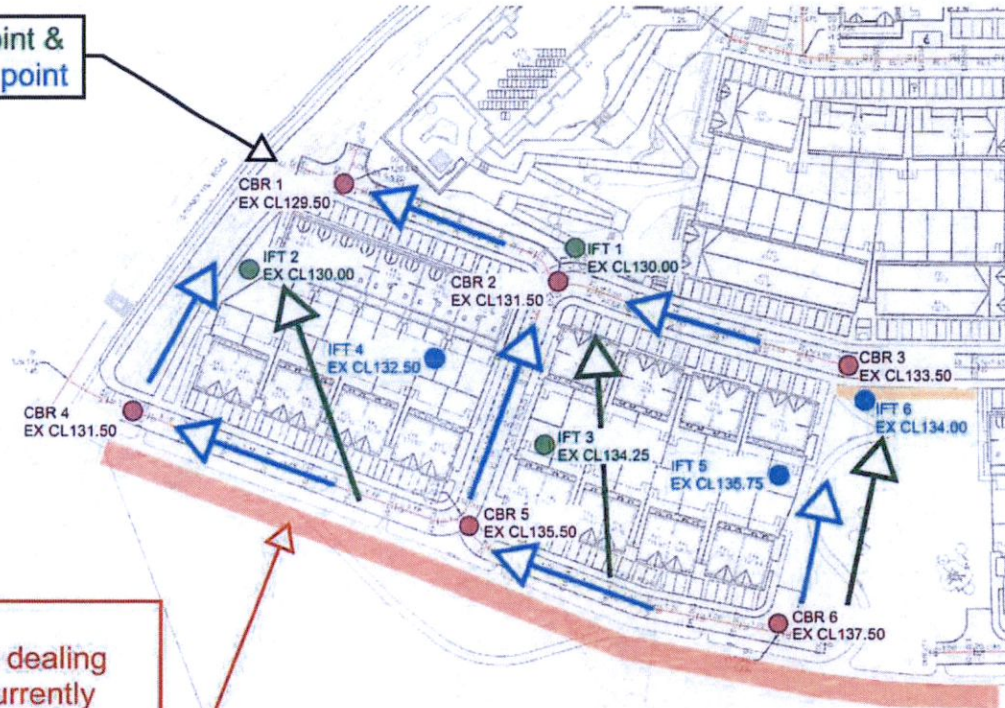 oint &
point
CBR 1
EX CL129.50
IFT 1
EX CL130.00
IFT 2
EX CL130.00
CBR 2
EX CL131.50
IFT 4
EX CL132.50
CBR 3
EX CL133.50
IFT 6
EX CL134.00
CBR 4
EX CL131.50
IFT 3
EX CL134.25
IFT 5
EX CL135.75
CBR 5
EX CL135.50
CBR 6
EX CL137.50
dealing
urrently